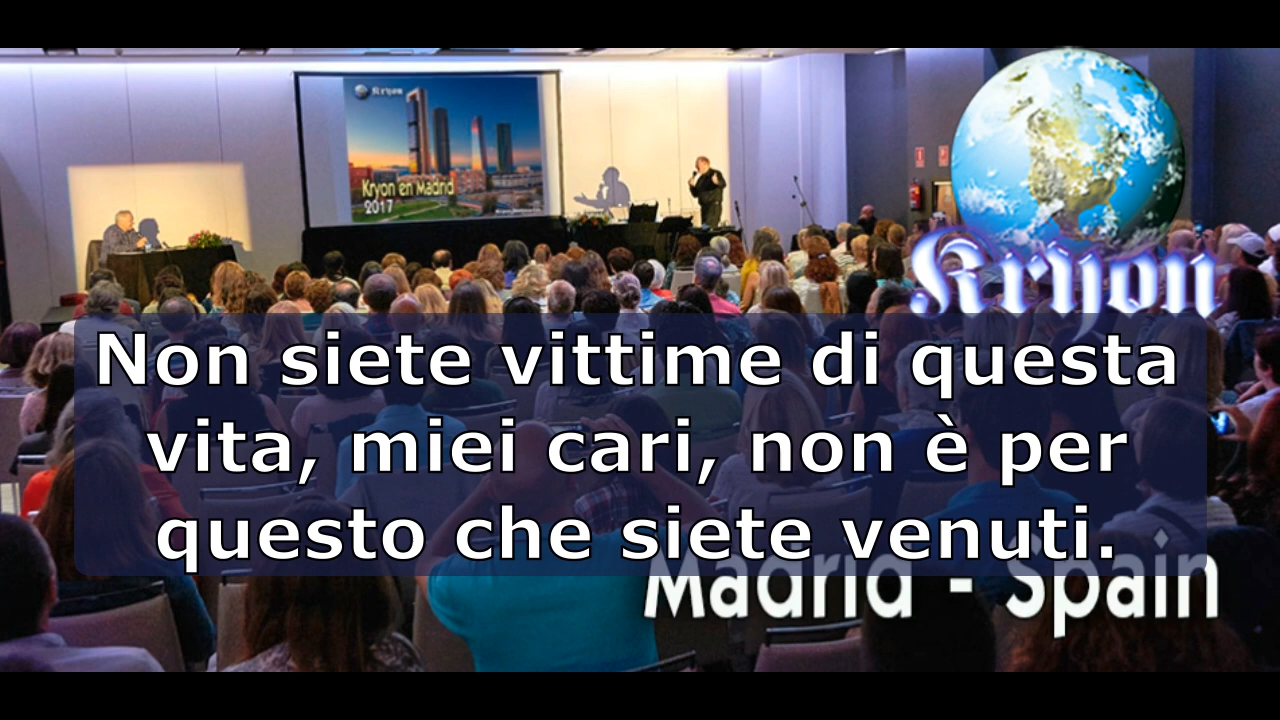 Kryon
Kryon en Madrid
2017
Kryon
Non siete vittime di questa
vita, miei cari, non è per
questo che siete venuti.
Madrid - Spain